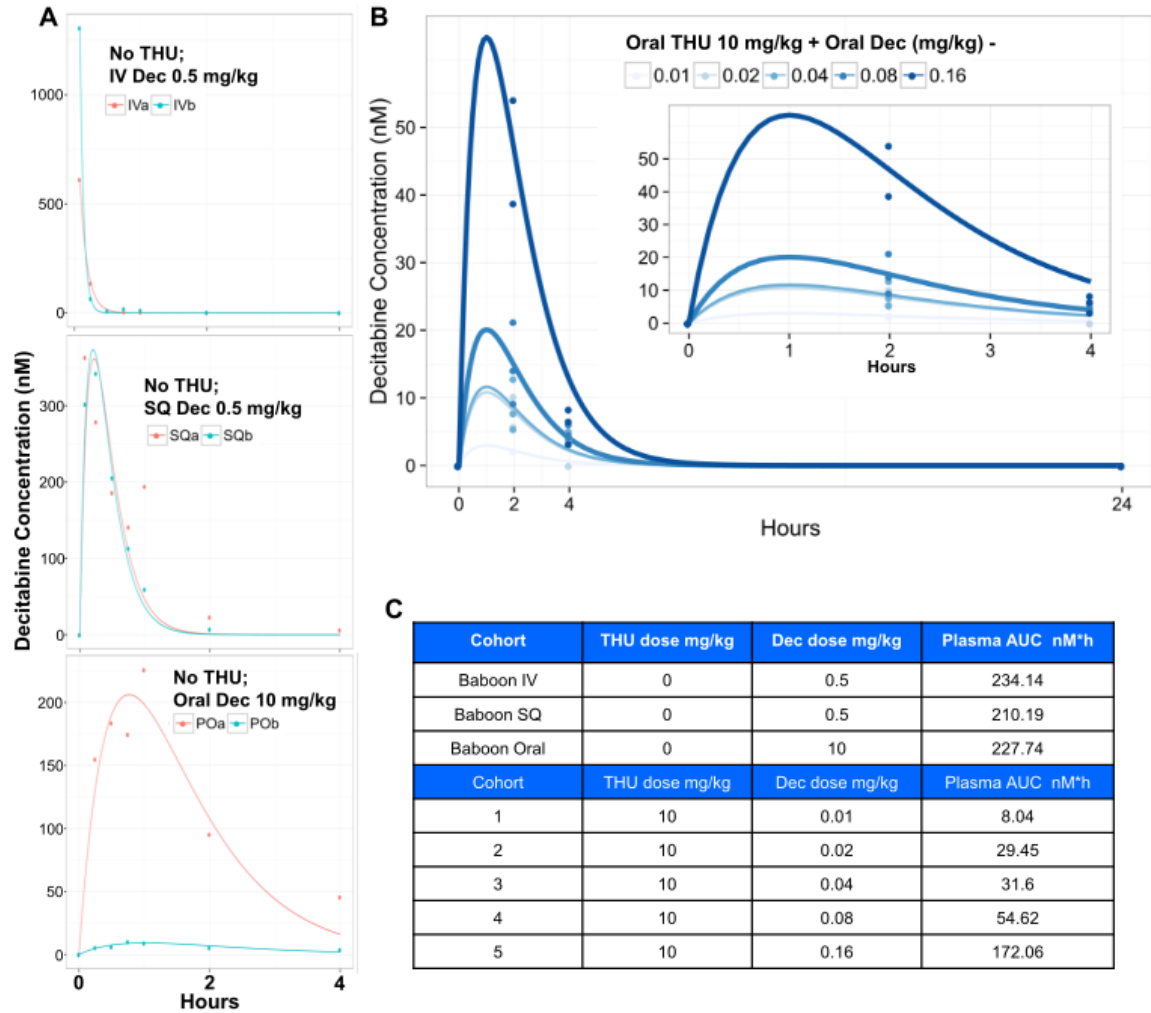 A
No THU;
IV Dec 0.5 mg/kg
IVa IVb
1000
500
0
No THU;
SQ Dec 0.5 mg/kg
SQa SQb
300
200
100
0
No THU;
Oral Dec 10 mg/kg
POa POb
200
150
100
50
0
0 2 4
Hours
Decitabine Concentration (nM)
B
Oral THU 10 mg/kg + Oral Dec (mg/kg) -
0.01 0.02 0.04 0.08 0.16
50
40
30
20
10
0
0 2 4 24
Hours
Decitabine Concentration (nM)
50
40
30
20
10
0
0 1 2 3 4
Hours
C
Cohort THU dose mg/kg Dec dose mg/kg Plasma AUC nM*h
Baboon IV 0 0.5 234.14
Baboon SQ 0 0.5 210.19
Baboon Oral 0 10 227.74
Cohort THU dose mg/kg Dec dose mg/kg Plasma AUC nM*h
1 10 0.01 8.04
2 10 0.02 29.45
3 10 0.04 31.6
4 10 0.08 54.62
5 10 0.16 172.06